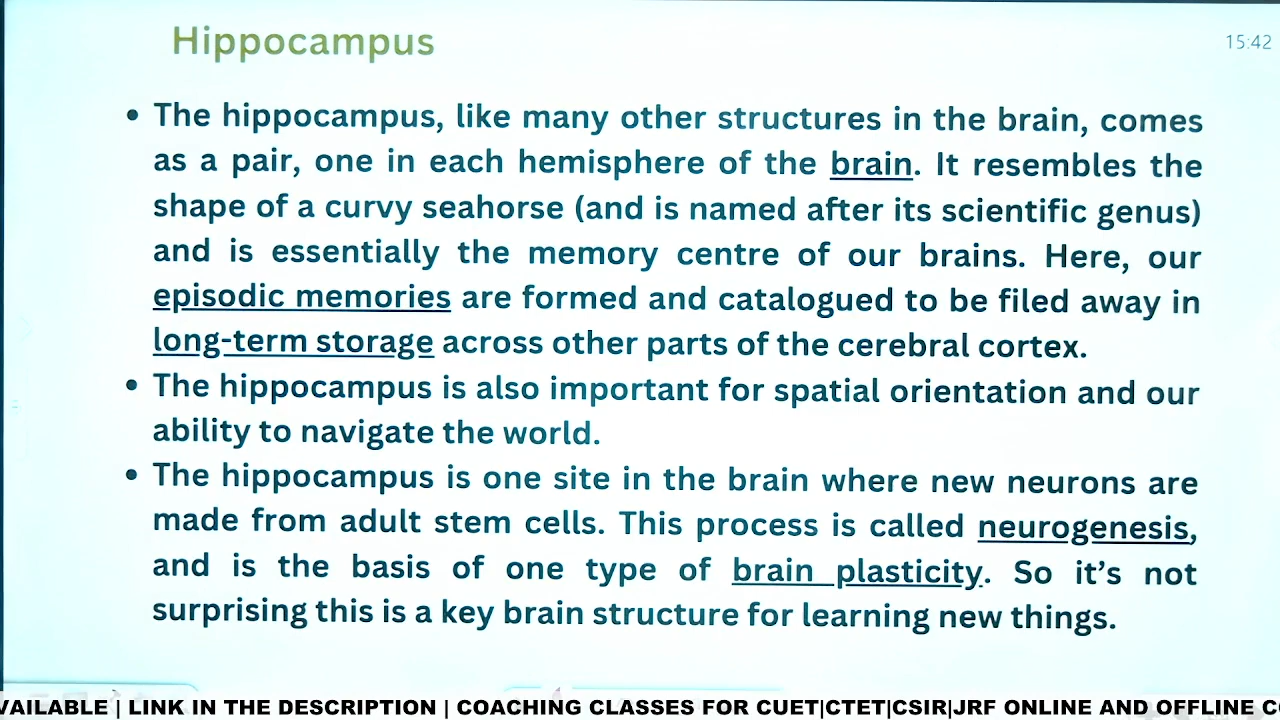 Hippocampus
15:42
• The hippocampus, like many other structures in the brain, comes
as a pair, one in each hemisphere of the brain. It resembles the
shape of a curvy seahorse (and is named after its scientific genus)
and is essentially the memory centre of our brains. Here, our
episodic memories are formed and catalogued to be filed away in
long-term storage across other parts of the cerebral cortex.
• The hippocampus is also important for spatial orientation and our
ability to navigate the world.
• The hippocampus is one site in the brain where new neurons are
made from adult stem cells. This process is called neurogenesis,
and is the basis of one type of brain plasticity. So it's not
surprising this is a key brain structure for learning new things.
VAILABLE | LINK IN THE DESCRIPTION | COACHING CLASSES FOR CUET|CTET|CSIR|JRF ONLINE AND OFFLINE